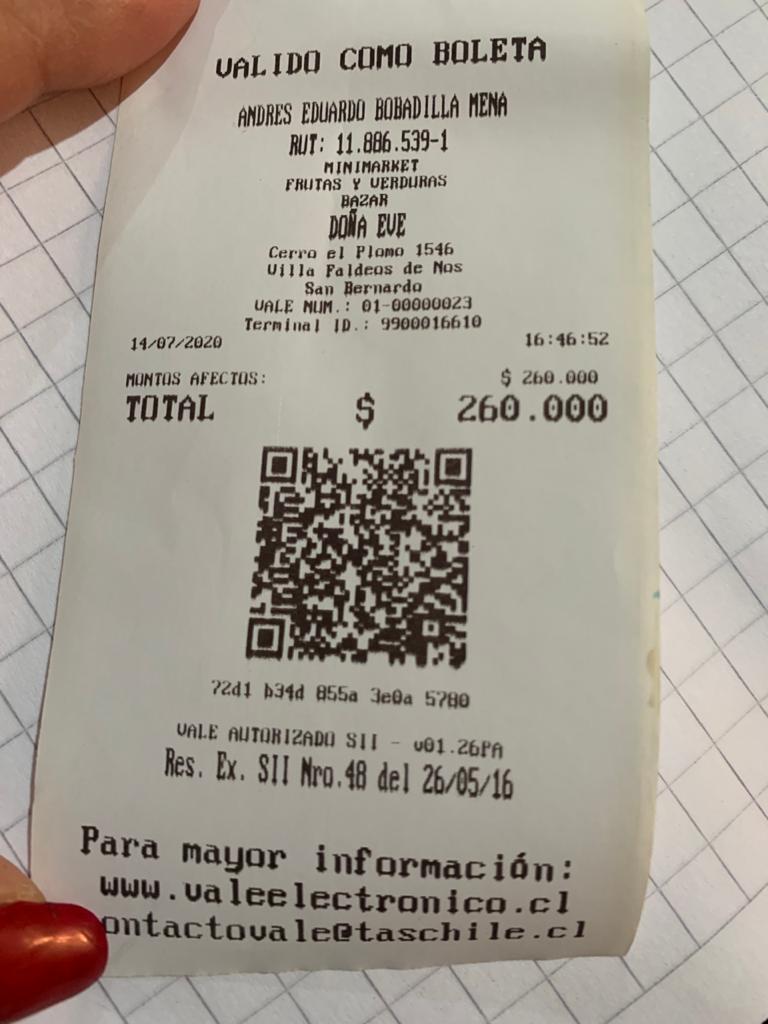 VALIDO COMO BOLETA
ANDRES EDUARDO BOBADILLA MENA
RUT: 11.886.539-1
MINIMARKET
FRUTAS Y VERDURAS
BAZAR
DOÑA EVE
Cerro el Plomo 1546
Villa Faldeos de Nos
San Bernardo
VALE NUM.: 01-00000023
Terminal ID.: 9900016610
14/07/2020 16:46:52
MONTOS AFECTOS: $ 260.000
TOTAL $ 260.000
72d1 b34d 855a 3e0a 5780
VALE AUTORIZADO SII - v01.26PA
Res. Ex. SII Nro.48 del 26/05/16
Para mayor información:
www.valeelectronico.cl
ontactovale@taschile.cl